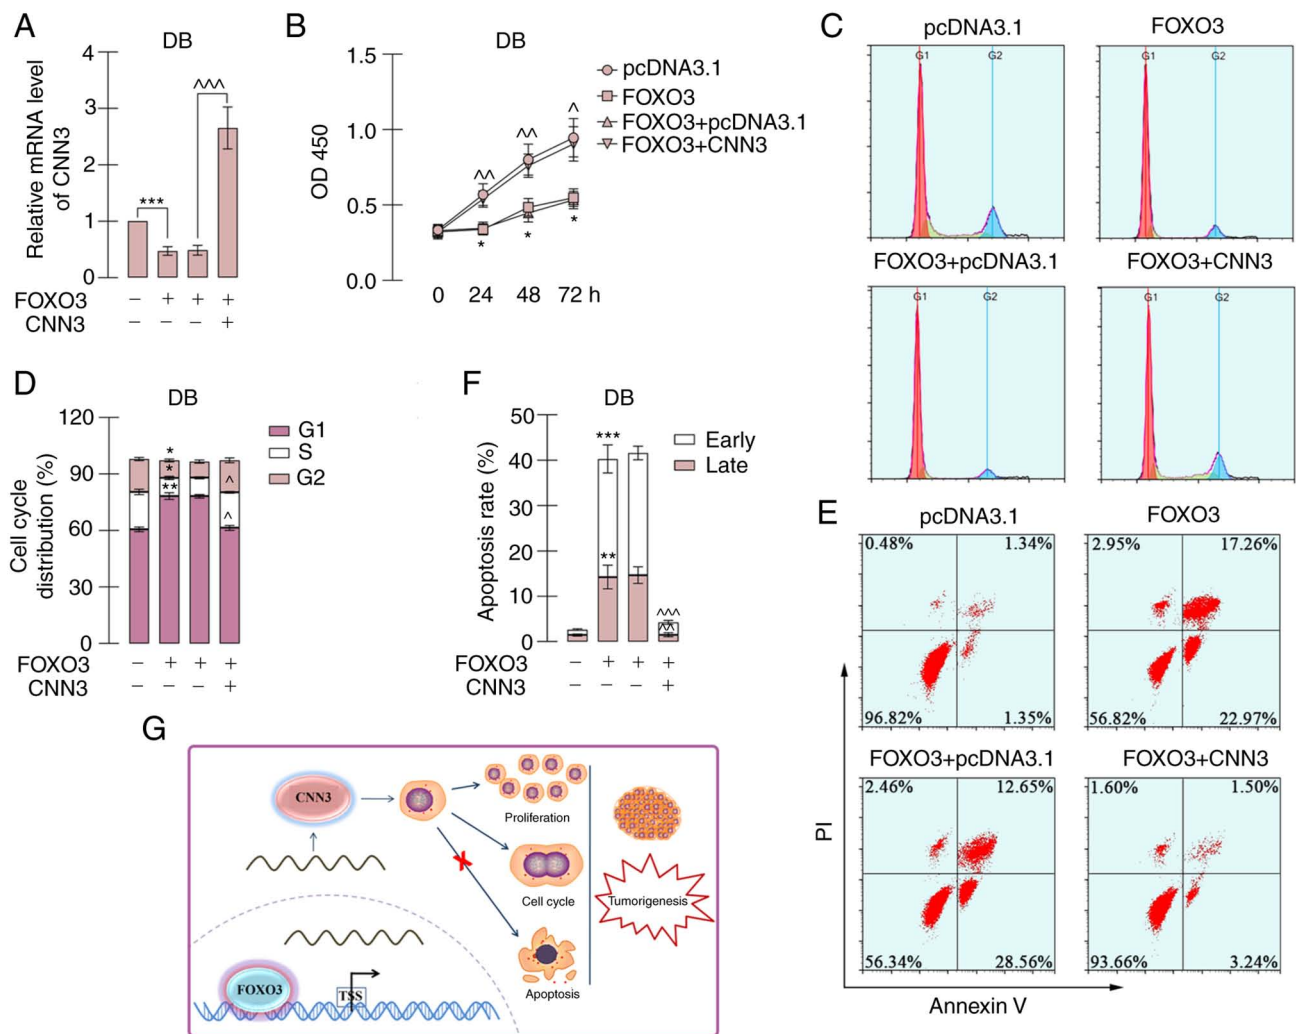 A
DB
Relative mRNA level
of CNN3
4
3
2
1
0
***
^^^
FOXO3 – + + +
CNN3 – – – +
B
DB
OD 450
1.5
1.0
0.5
0.0
^^
^^
^
*
*
*
0 24 48 72 h
pcDNA3.1
FOXO3
FOXO3+pcDNA3.1
FOXO3+CNN3
C
pcDNA3.1
FOXO3
G1 G2
G1 G2
FOXO3+pcDNA3.1
FOXO3+CNN3
G1 G2
G1 G2
D
DB
Cell cycle
distribution (%)
120
90
60
30
0
*
*
**
^
^
G1
S
G2
FOXO3 – + + +
CNN3 – – – +
F
DB
Apoptosis rate (%)
50
40
30
20
10
0
***
**
^^^
^^
Early
Late
FOXO3 – + + +
CNN3 – – – +
E
pcDNA3.1
0.48% 1.34%
96.82% 1.35%
FOXO3
2.95% 17.26%
56.82% 22.97%
FOXO3+pcDNA3.1
2.46% 12.65%
56.34% 28.56%
FOXO3+CNN3
1.60% 1.50%
93.66% 3.24%
PI
Annexin V
G
CNN3
Proliferation
Cell cycle
Apoptosis
Tumorigenesis
FOXO3
TSS